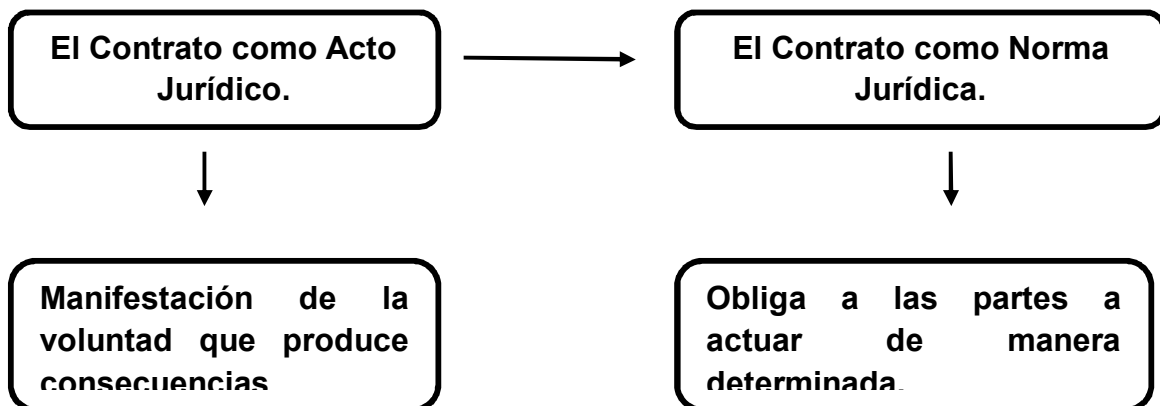 El Contrato como Acto
Jurídico.
El Contrato como Norma
Jurídica.
Manifestación de la
voluntad que produce
consecuencias
Obliga a las partes a
actuar de manera
determinada.